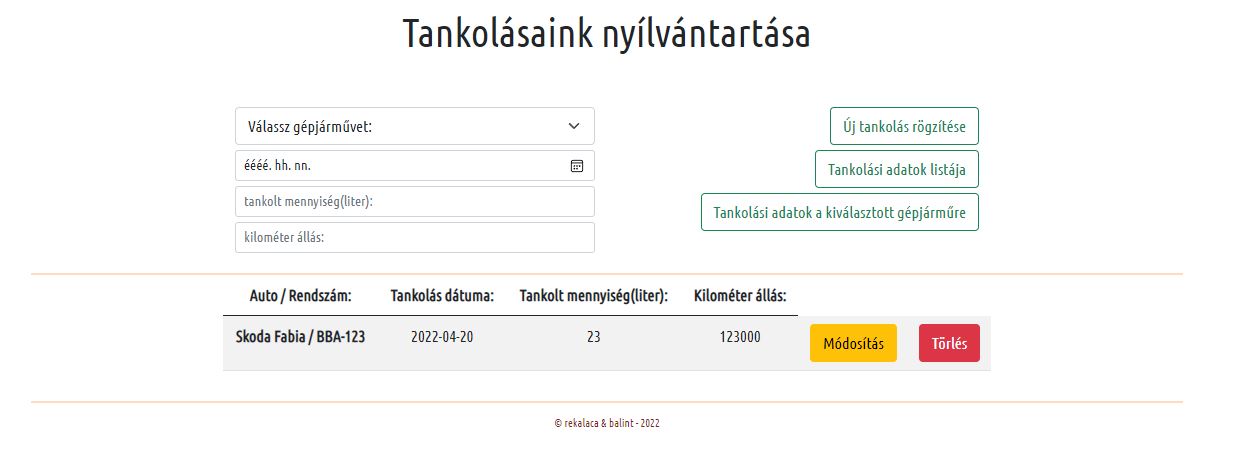 Tankolásaink nyílvántartása
Válassz gépjárművet:
éééé. hh. nn.
tankolt mennyiség(liter):
kilométer állás:
Új tankolás rögzítése
Tankolási adatok listája
Tankolási adatok a kiválasztott gépjárműre
Auto / Rendszám: Tankolás dátuma: Tankolt mennyiség(liter): Kilométer állás:
Skoda Fabia / BBA-123 2022-04-20 23 123000 Módosítás Törlés
© rekalaca & balint - 2022